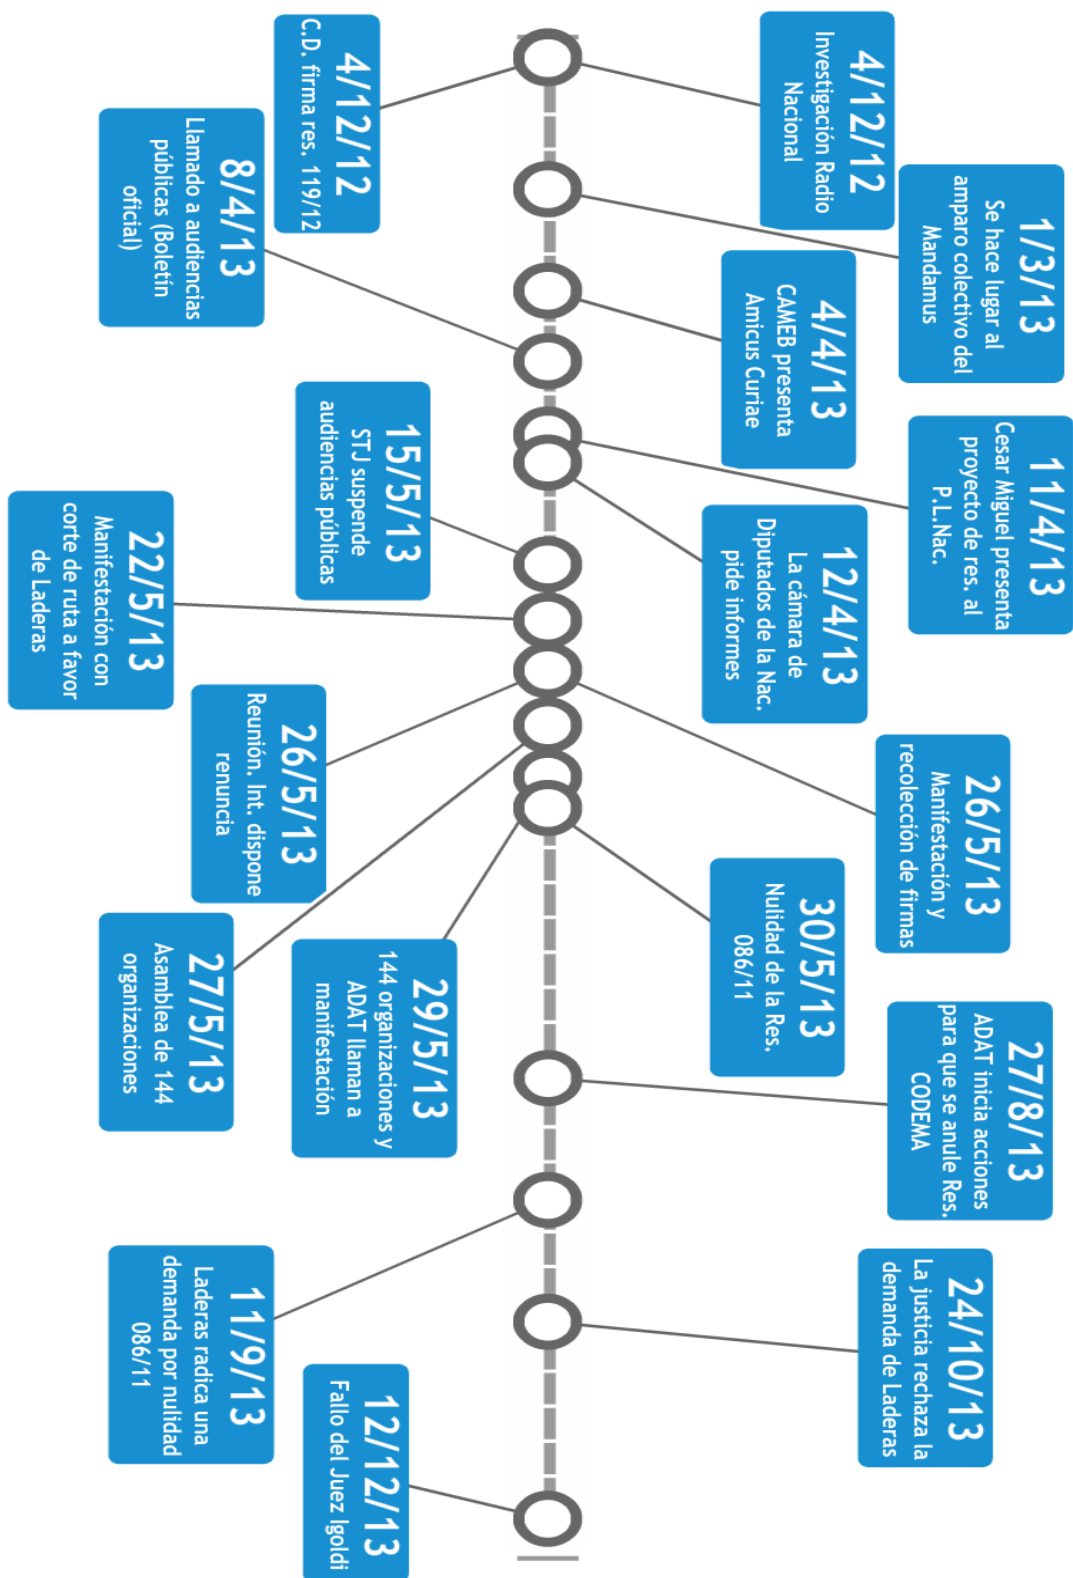 4/12/12
Investigación Radio
Nacional
1/3/13
Se hace lugar al
amparo colectivo del
Mandamus
4/4/13
CAMEB presenta
Amicus Curiae
11/4/13
Cesar Miguel presenta
proyecto de res. al
P.L.Nac.
12/4/13
La cámara de
Diputados de la Nac.
pide informes
26/5/13
Manifestación y
recolección de firmas
30/5/13
Nulidad de la Res.
086/11
27/8/13
ADAT inicia acciones
para que se anule Res.
CODEMA
24/10/13
La justicia rechaza la
demanda de Laderas
4/12/12
C.D. firma res. 119/12
8/4/13
Llamado a audiencias
públicas (Boletín
oficial)
15/5/13
STJ suspende
audiencias públicas
22/5/13
Manifestación con
corte de ruta a favor
de Laderas
26/5/13
Reunión. Int. dispone
renuncia
27/5/13
Asamblea de 144
organizaciones
29/5/13
144 organizaciones y
ADAT llaman a
manifestación
11/9/13
Laderas radica una
demanda por nulidad
086/11
12/12/13
Fallo del Juez Igoldi